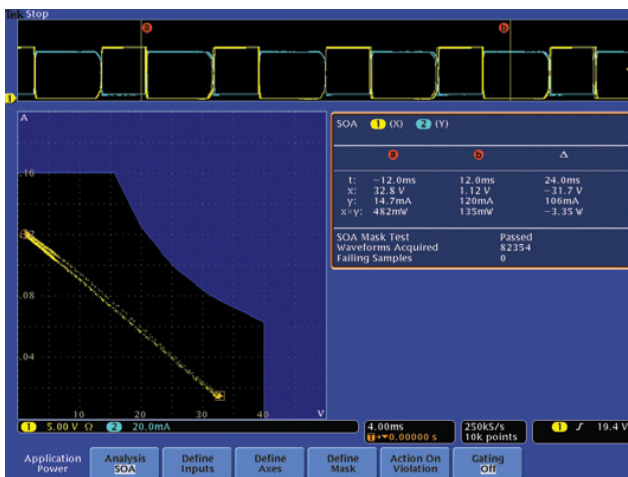 Tek Stop
a b
1
A
SOA 1 (X) 2 (Y)
a b Δ
t: −12.0ms 12.0ms 24.0ms
x: 32.8 V 1.12 V −31.7 V
y: 14.7mA 120mA 106mA
x×y: 482mW 135mW −3.35 W
SOA Mask Test Passed
Waveforms Acquired 82354
Failing Samples 0
.16
.08
.04
10 20 30 40 V
1 5.00 V Ω 2 20.0mA 4.00ms 250kS/s 1 19.4 V
T 0.00000 s 10k points
Application Power
Analysis SOA
Define Inputs
Define Axes
Define Mask
Action On Violation
Gating Off